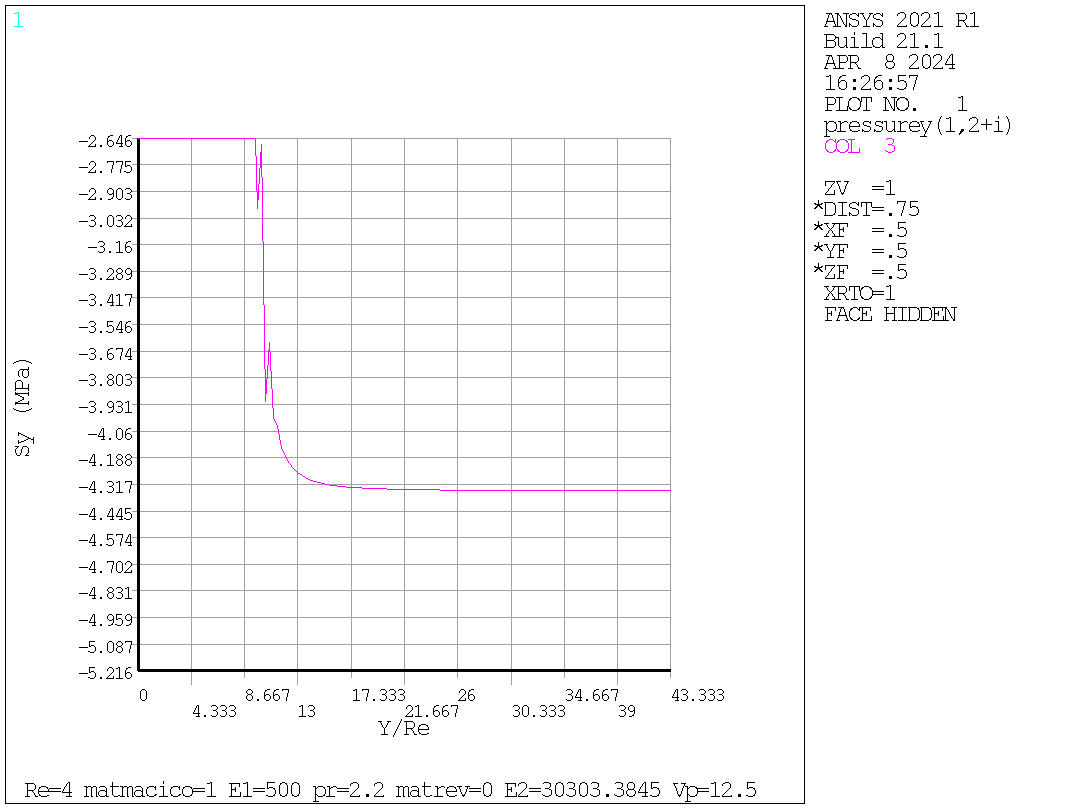 1
ANSYS 2021 R1
Build 21.1
APR  8 2024
16:26:57
PLOT NO.   1
pressurey(1,2+i)
COL  3
ZV  =1
*DIST=.75
*XF  =.5
*YF  =.5
*ZF  =.5
XRTO=1
FACE HIDDEN
-2.646
-2.775
-2.903
-3.032
-3.16
-3.289
-3.417
-3.546
-3.674
-3.803
-3.931
-4.06
-4.188
-4.317
-4.445
-4.574
-4.702
-4.831
-4.959
-5.087
-5.216
Sy (MPa)
0 8.667 17.333 26 34.667 43.333
4.333 13 21.667 30.333 39
Y/Re
Re=4 matmacico=1 E1=500 pr=2.2 matrev=0 E2=30303.3845 Vp=12.5